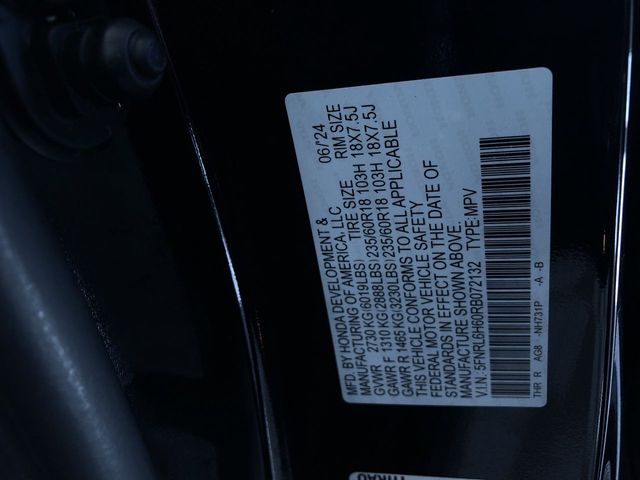 MFD. BY HONDA DEVELOPMENT &
MANUFACTURING OF AMERICA, LLC 06/24
TIRE SIZE RIM SIZE
GVWR 2730 KG (6019LBS)
GAWR F 1310 KG (2888LBS) 235/60R18 103H 18X7.5J
GAWR R 1465 KG (3230LBS) 235/60R18 103H 18X7.5J
THIS VEHICLE CONFORMS TO ALL APPLICABLE
FEDERAL MOTOR VEHICLE SAFETY
STANDARDS IN EFFECT ON THE DATE OF
MANUFACTURE SHOWN ABOVE.
V.I.N.: 5FNRL6H60RB072132 TYPE:MPV
THR R AG8 -NH731P -A -B